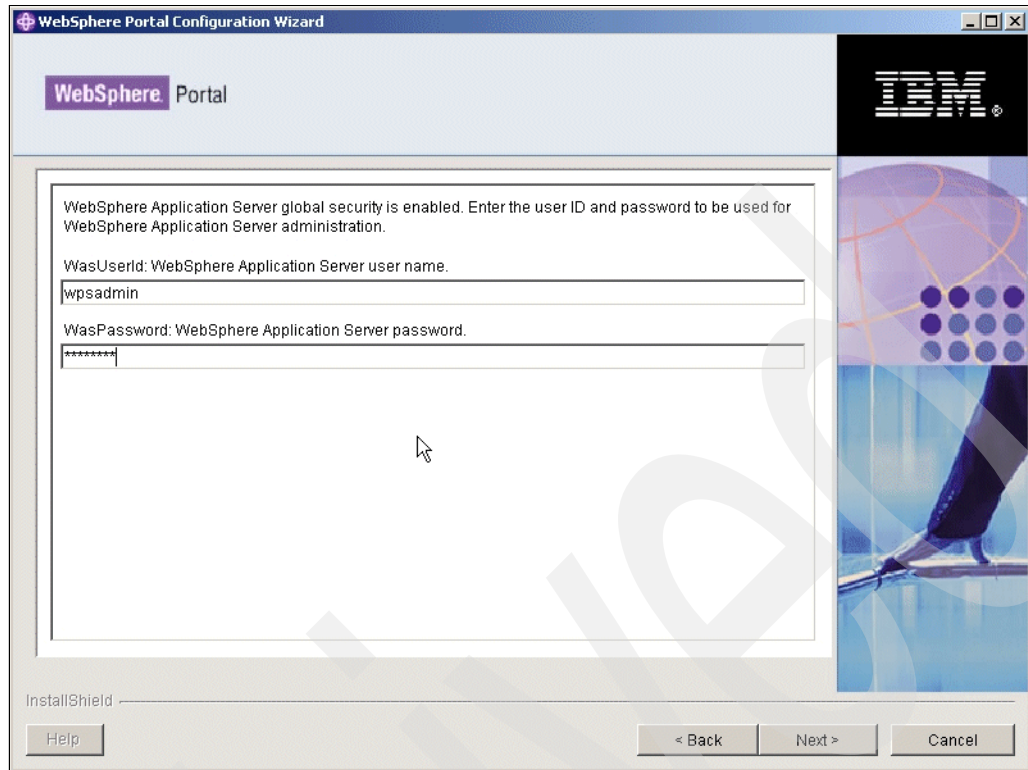 WebSphere Portal Configuration Wizard
WebSphere. Portal
IBM®
WebSphere Application Server global security is enabled. Enter the user ID and password to be used for
WebSphere Application Server administration.
WasUserId: WebSphere Application Server user name.
wpsadmin
WasPassword: WebSphere Application Server password.
********
InstallShield
Help
< Back
Next >
Cancel